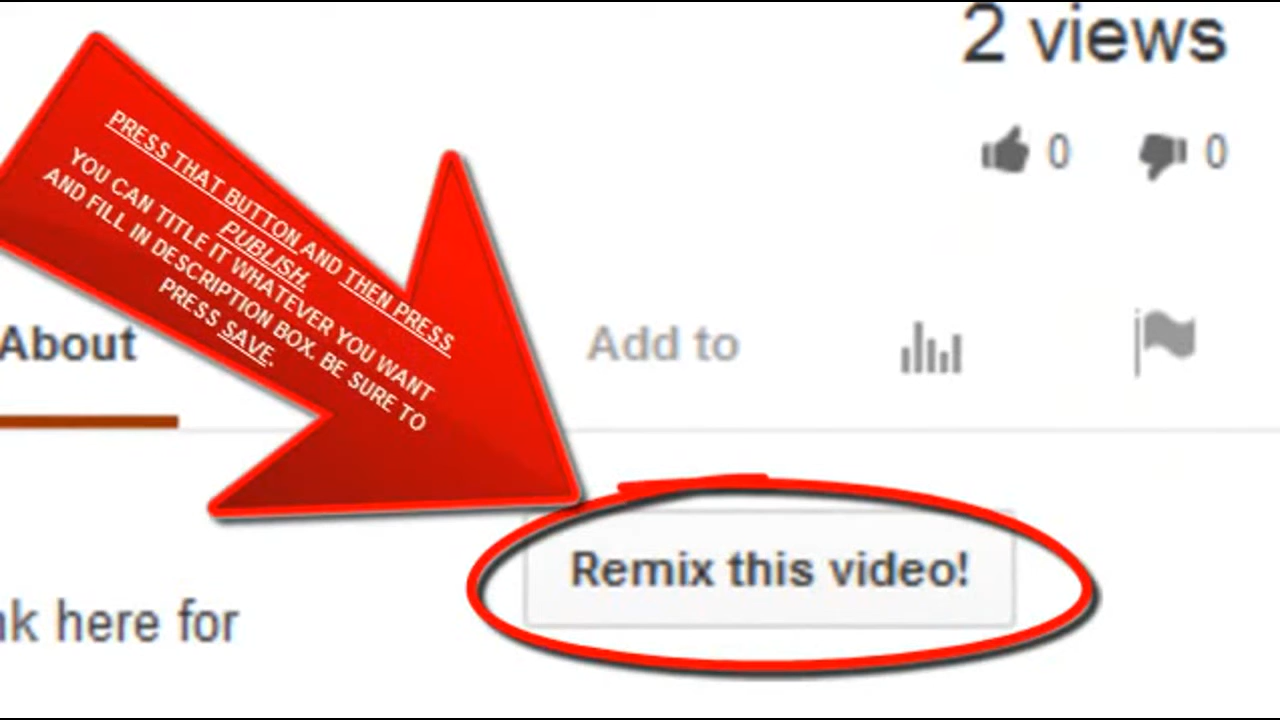 2 views
0 0
PRESS THAT BUTTON AND THEN PRESS
PUBLISH.
YOU CAN TITLE IT WHATEVER YOU WANT
AND FILL IN DESCRIPTION BOX. BE SURE TO
PRESS SAVE.
About Add to
Remix this video!
nk here for